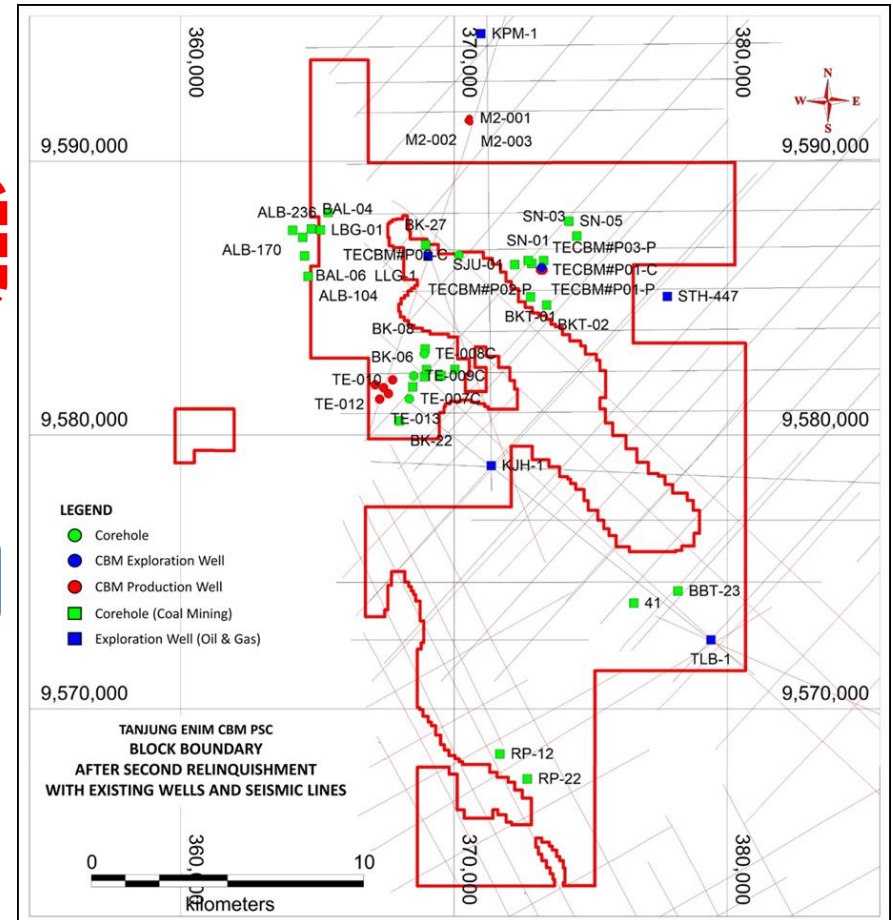 360,000
370,000
380,000
KPM-1
N
W
E
S
M2-001
M2-002
M2-003
9,590,000
9,590,000
ALB-236
BAL-04
LBG-01
BK-27
SN-03
SN-05
ALB-170
TECBM#P02-C
SJU-01
SN-01
TECBM#P03-P
BAL-06
LLG-1
TECBM#P01-C
ALB-104
TECBM#P02-P
TECBM#P01-P
STH-447
BKT-01
BKT-02
BK-08
BK-06
TE-008C
TE-010
TE-009C
TE-012
TE-007C
TE-013
BK-22
9,580,000
9,580,000
KJH-1
LEGEND
Corehole
CBM Exploration Well
CBM Production Well
Corehole (Coal Mining)
Exploration Well (Oil & Gas)
BBT-23
41
TLB-1
9,570,000
9,570,000
TANJUNG ENIM CBM PSC
BLOCK BOUNDARY
AFTER SECOND RELINQUISHMENT
WITH EXISTING WELLS AND SEISMIC LINES
RP-12
RP-22
0
10
kilometers
360,000
370,000
380,000